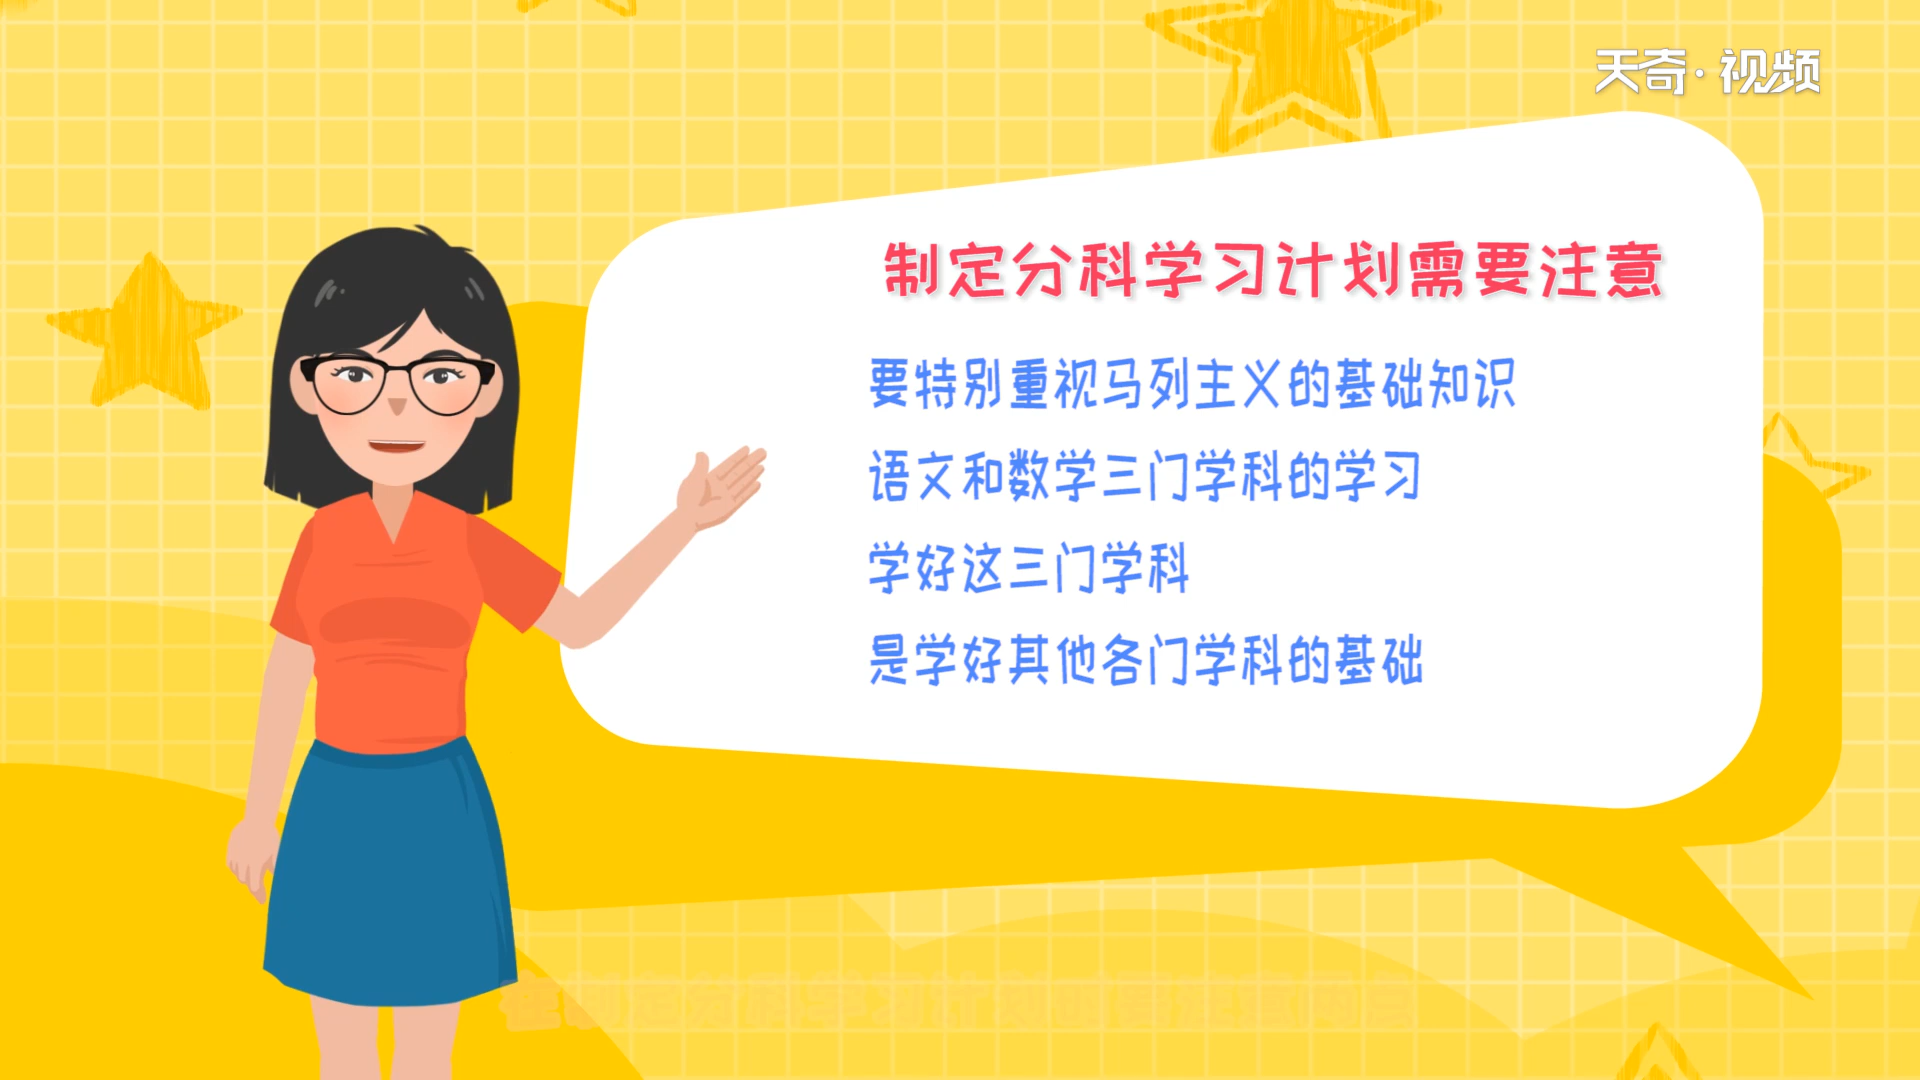 天奇·视频
制定分科学习计划需要注意
要特别重视马列主义的基础知识
语文和数学三门学科的学习
学好这三门学科
是学好其他各门学科的基础